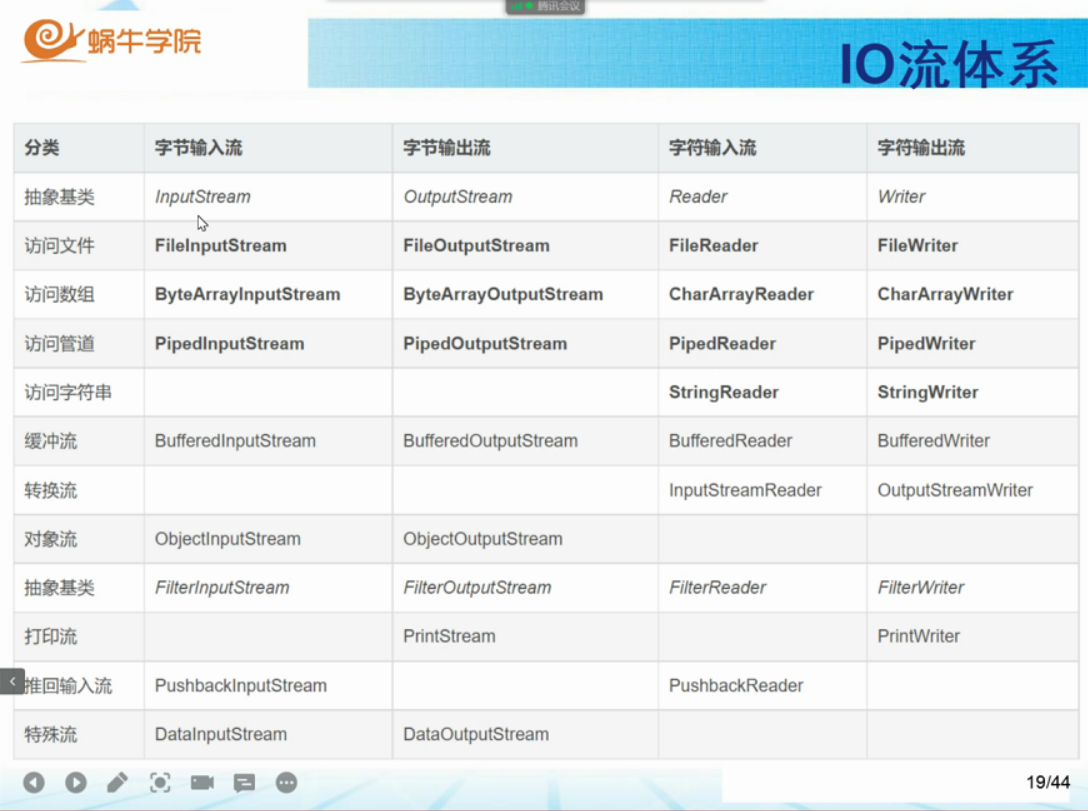 腾讯会议
蜗牛学院
IO流体系
分类 字节输入流 字节输出流 字符输入流 字符输出流
抽象基类 InputStream OutputStream Reader Writer
访问文件 FileInputStream FileOutputStream FileReader FileWriter
访问数组 ByteArrayInputStream ByteArrayOutputStream CharArrayReader CharArrayWriter
访问管道 PipedInputStream PipedOutputStream PipedReader PipedWriter
访问字符串 StringReader StringWriter
缓冲流 BufferedInputStream BufferedOutputStream BufferedReader BufferedWriter
转换流 InputStreamReader OutputStreamWriter
对象流 ObjectInputStream ObjectOutputStream
抽象基类 FilterInputStream FilterOutputStream FilterReader FilterWriter
打印流 PrintStream PrintWriter
推回输入流 PushbackInputStream PushbackReader
特殊流 DataInputStream DataOutputStream
19/44